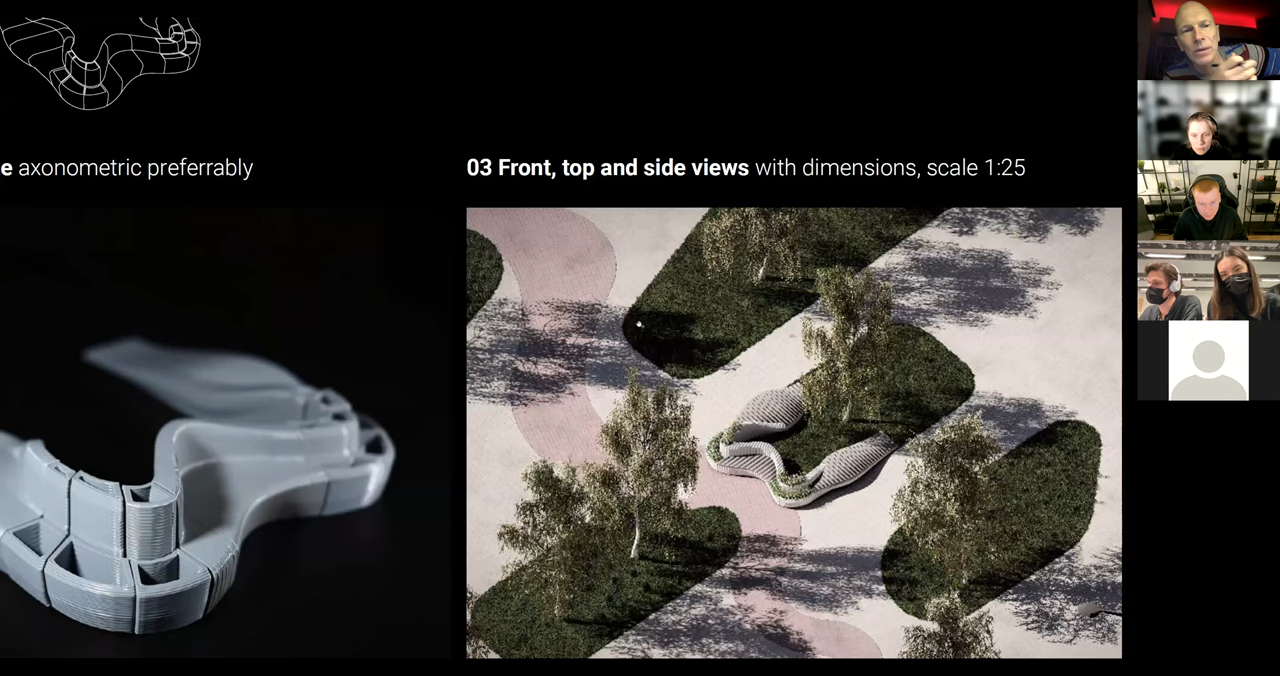 e axonometric preferrably
03 Front, top and side views with dimensions, scale 1:25